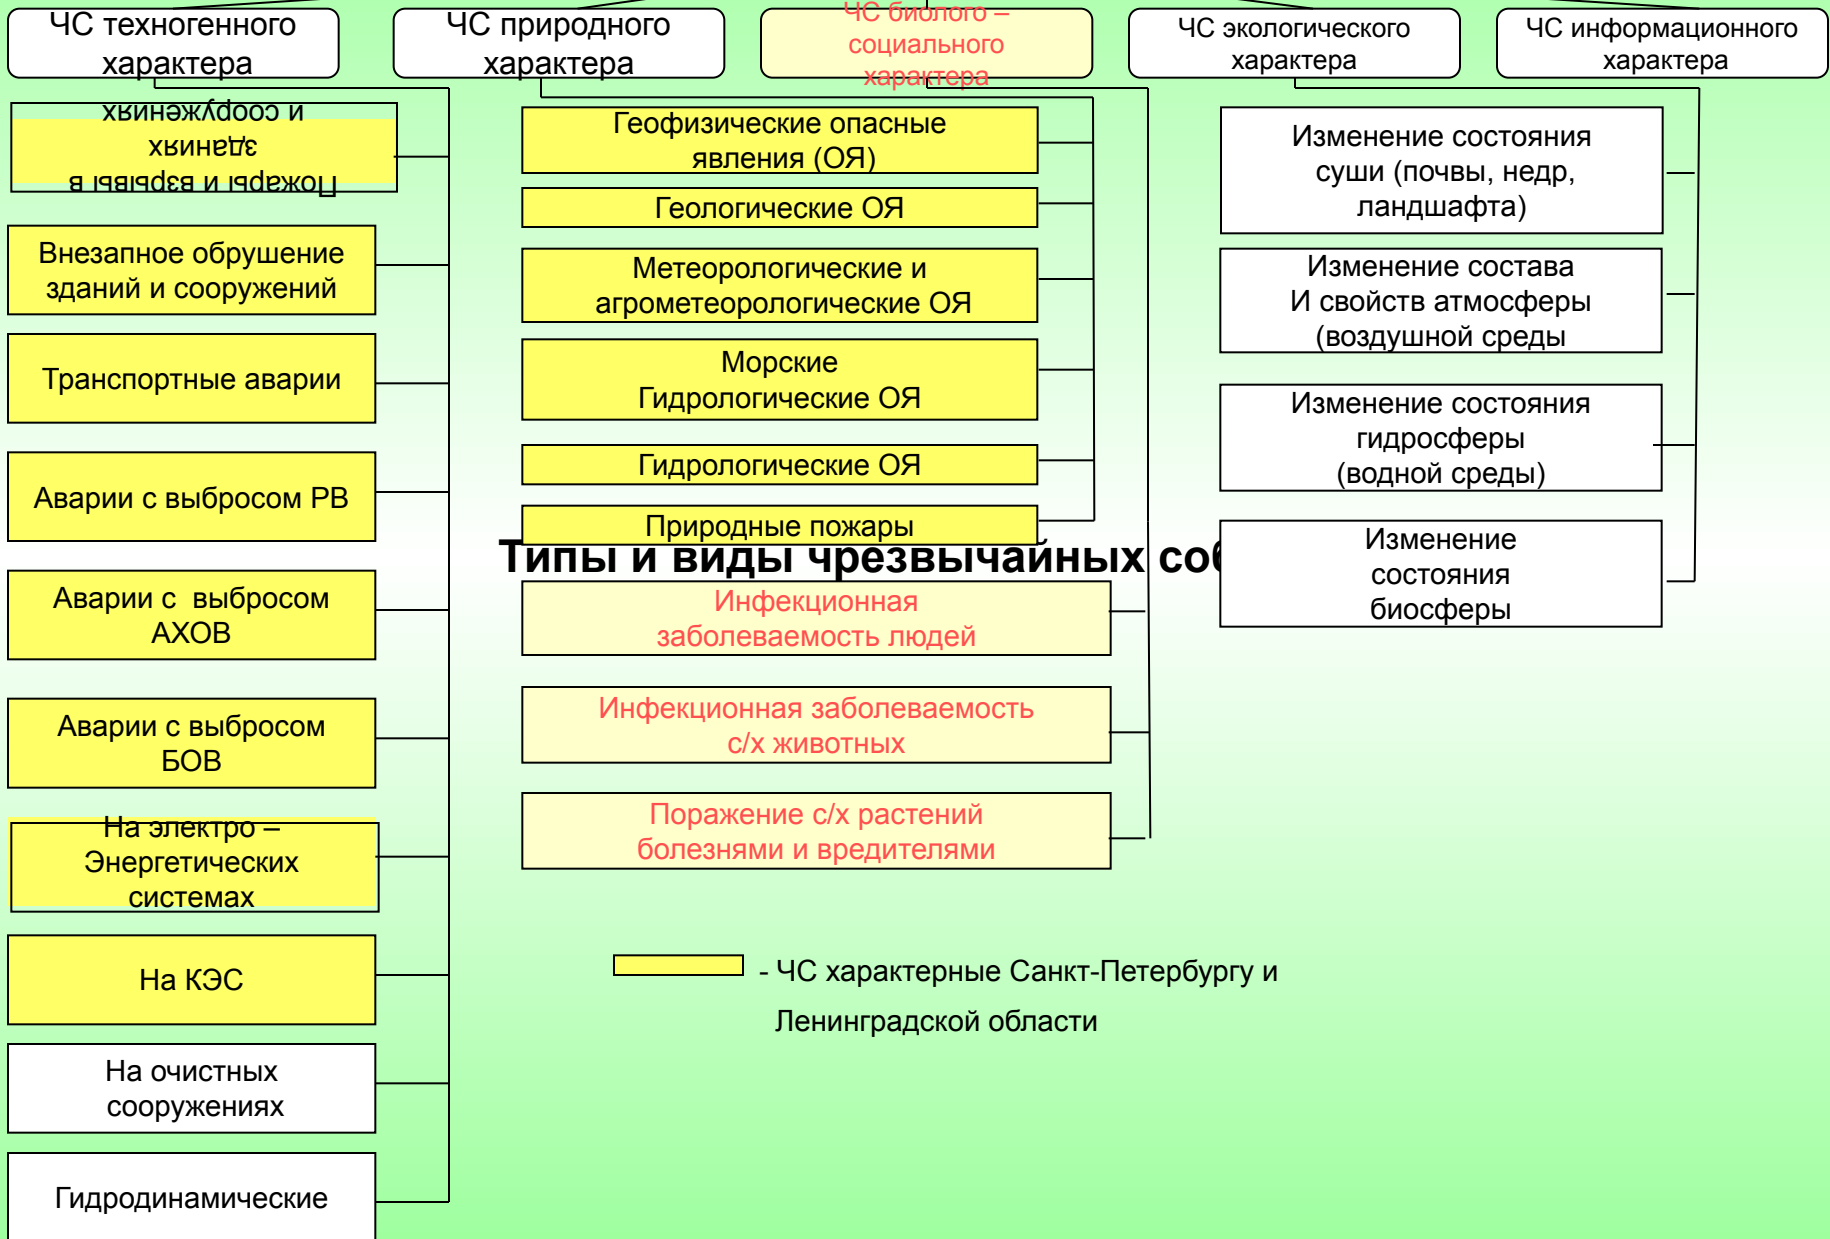 ЧС техногенного
характера
ЧС природного
характера
ЧС биолого –
социального
характера
ЧС экологического
характера
ЧС информационного
характера
Пожары и взрывы в
зданиях
и сооружениях
Внезапное обрушение
зданий и сооружений
Транспортные аварии
Аварии с выбросом РВ
Аварии с выбросом
АХОВ
Аварии с выбросом
БОВ
На электро –
Энергетических
системах
На КЭС
На очистных
сооружениях
Гидродинамические
Геофизические опасные
явления (ОЯ)
Геологические ОЯ
Метеорологические и
агрометеорологические ОЯ
Морские
Гидрологические ОЯ
Гидрологические ОЯ
Природные пожары
Типы и виды чрезвычайных соб
Инфекционная
заболеваемость людей
Инфекционная заболеваемость
с/х животных
Поражение с/х растений
болезнями и вредителями
Изменение состояния
суши (почвы, недр,
ландшафта)
Изменение состава
И свойств атмосферы
(воздушной среды
Изменение состояния
гидросферы
(водной среды)
Изменение
состояния
биосферы
- ЧС характерные Санкт-Петербургу и
Ленинградской области